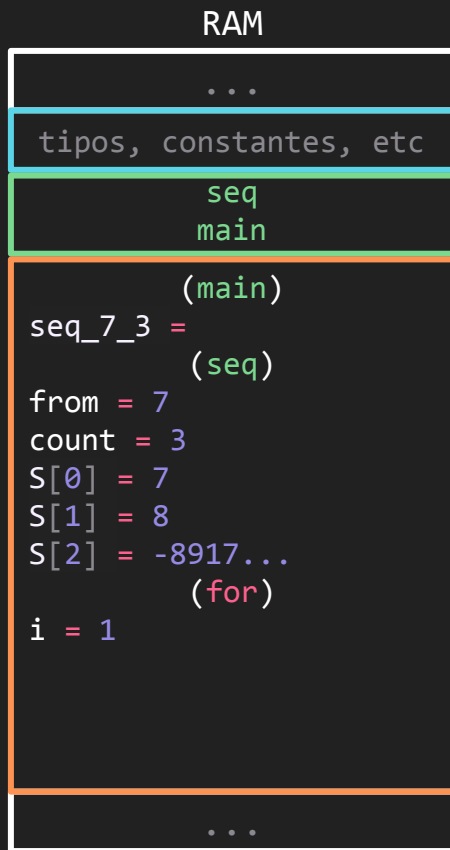 RAM
...
tipos, constantes, etc
seq
main
(main)
seq_7_3 =
(seq)
from = 7
count = 3
S[0] = 7
S[1] = 8
S[2] = -8917...
(for)
i = 1
...